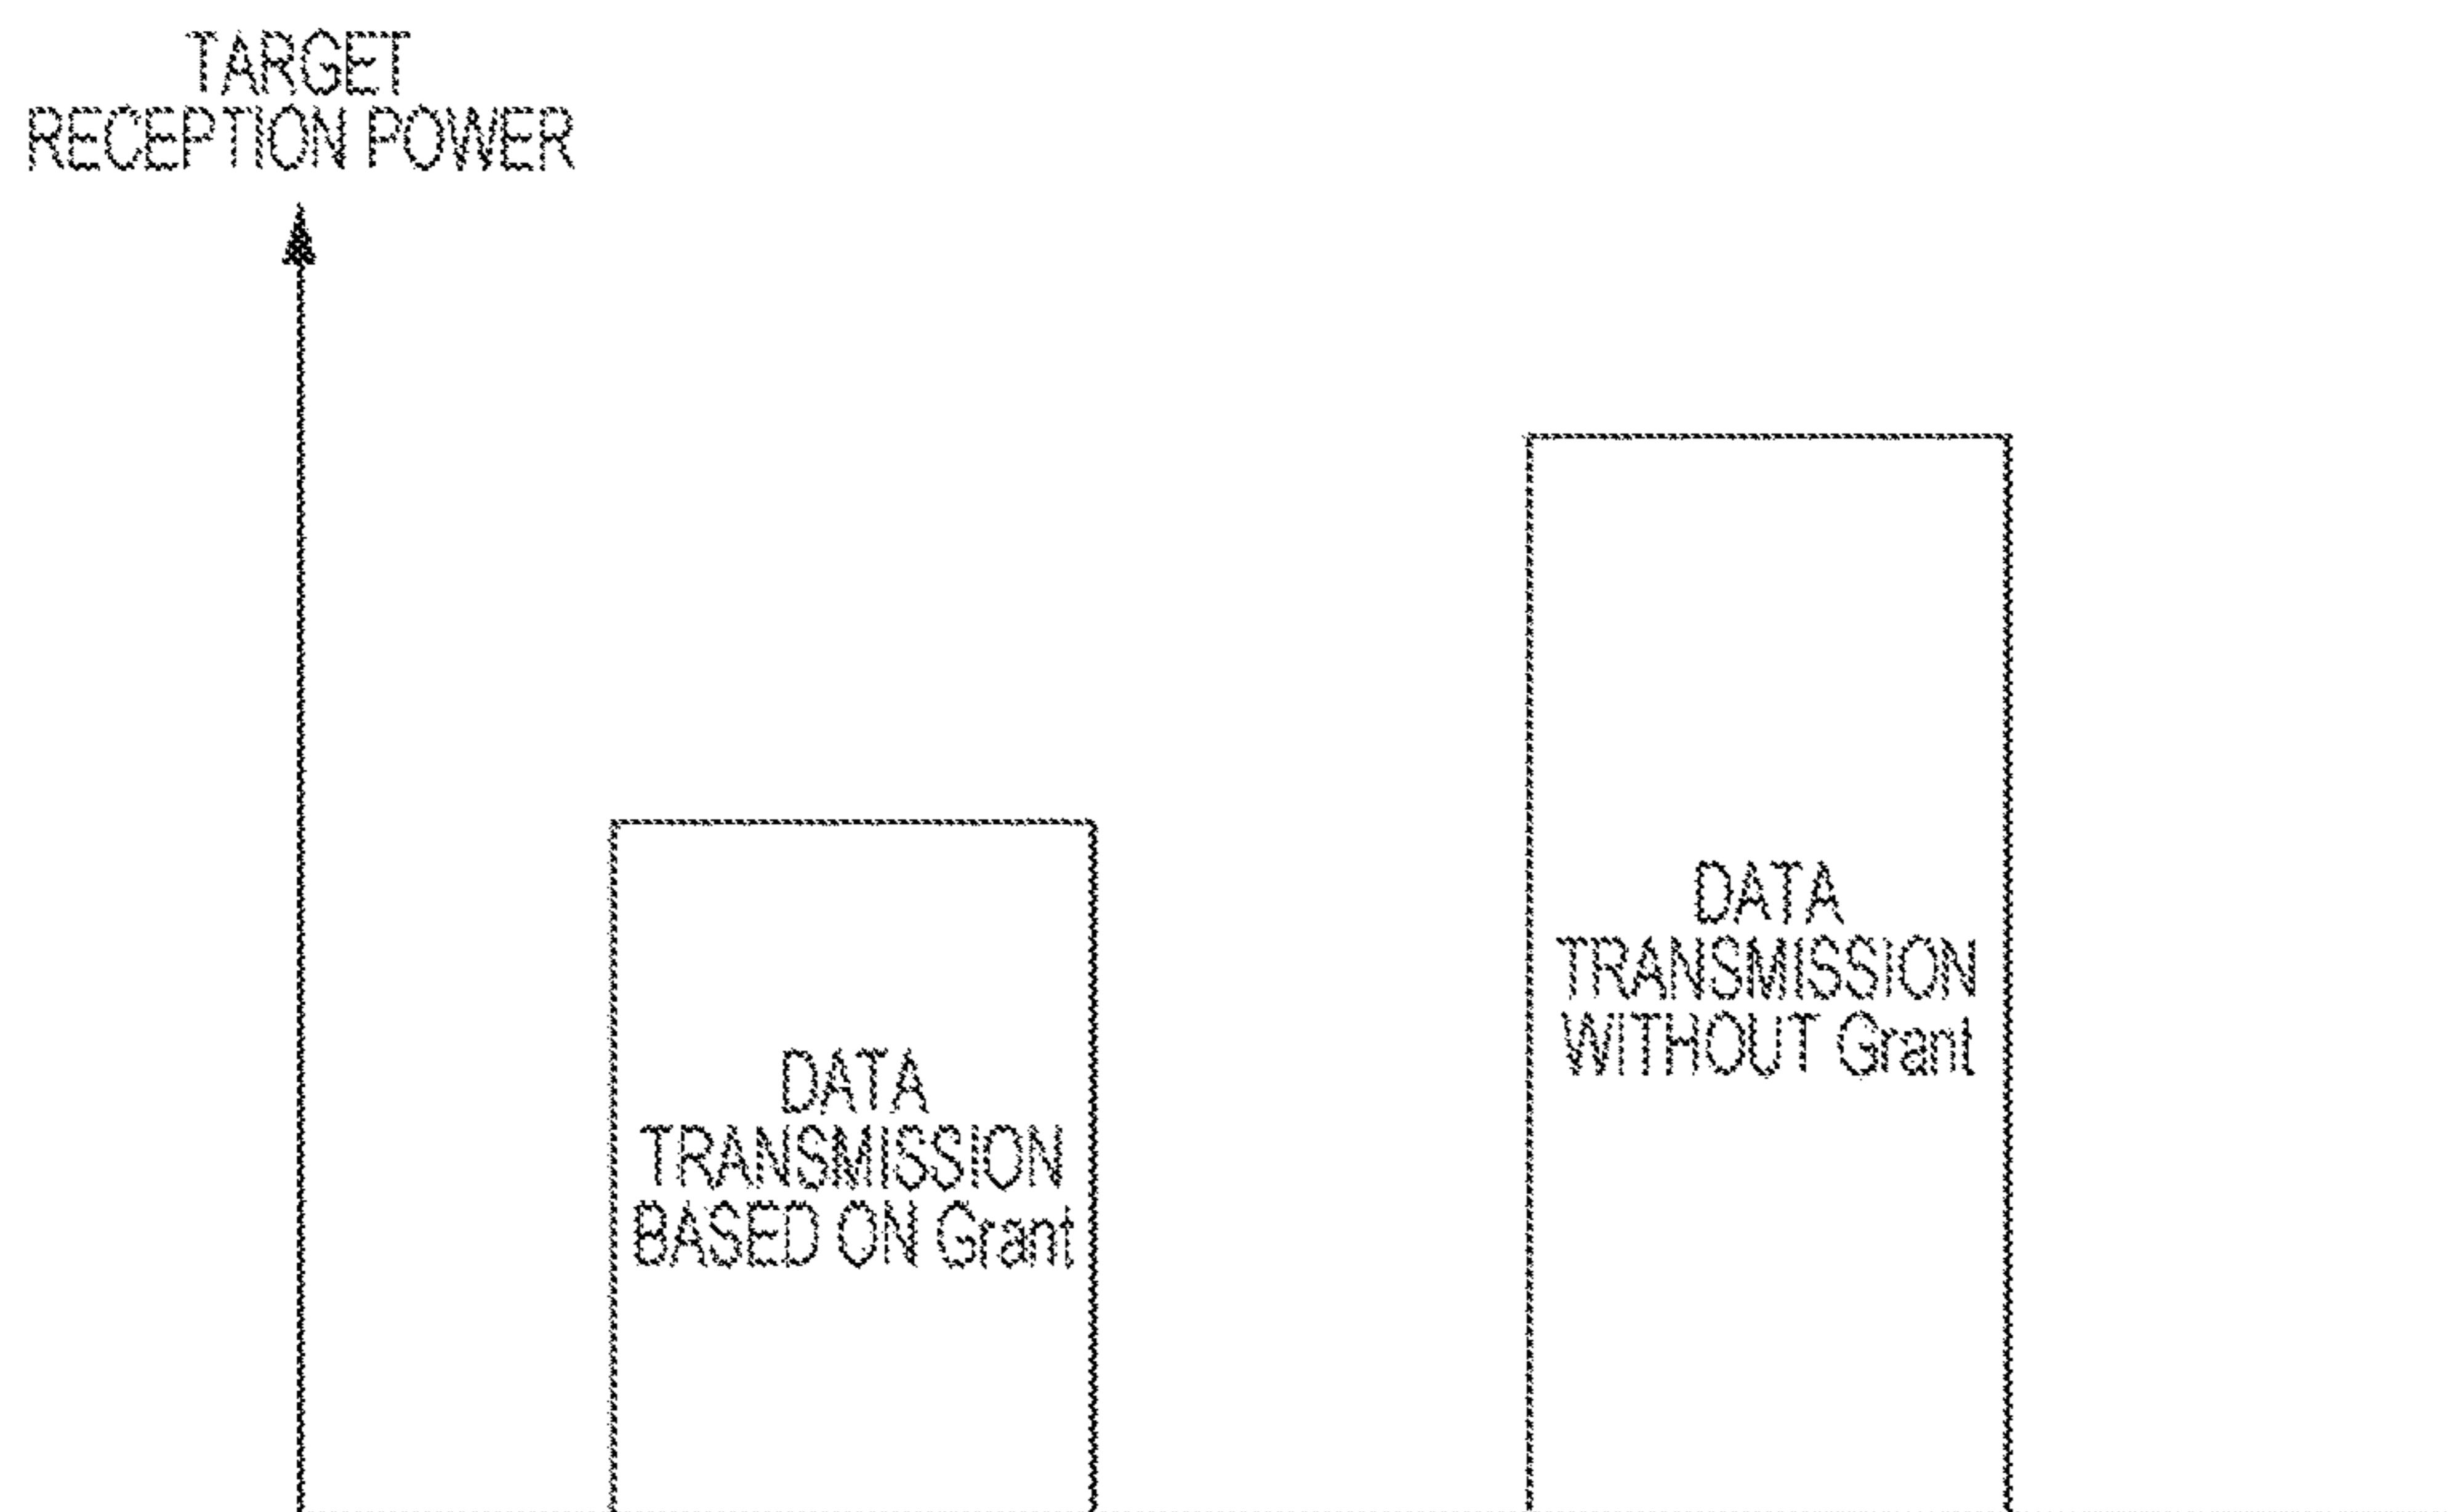 TARGET
RECEPTION POWER
DATA
TRANSMISSION
BASED ON Grant
DATA
TRANSMISSION
WITHOUT Grant